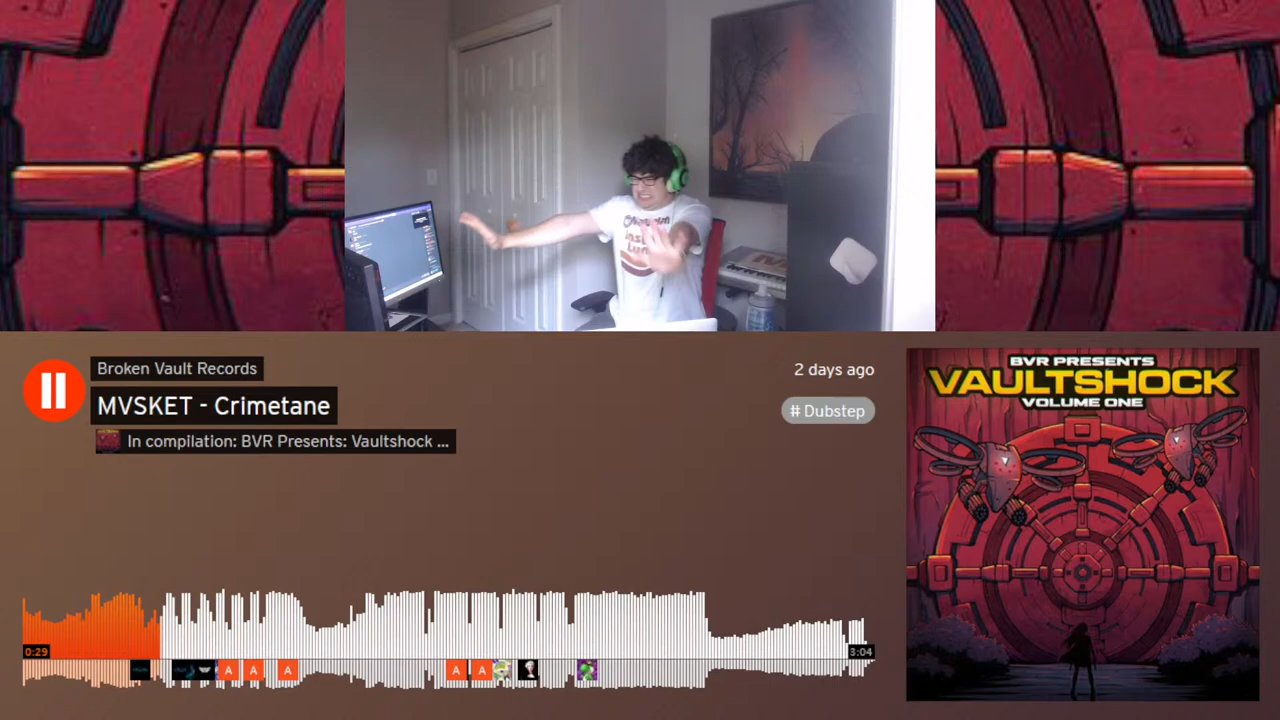 Broken Vault Records
2 days ago
MVSKET - Crimetane
# Dubstep
In compilation: BVR Presents: Vaultshock ...
BVR PRESENTS
VAULTSHOCK
VOLUME ONE
0:29
3:04
A
A
A
A
A